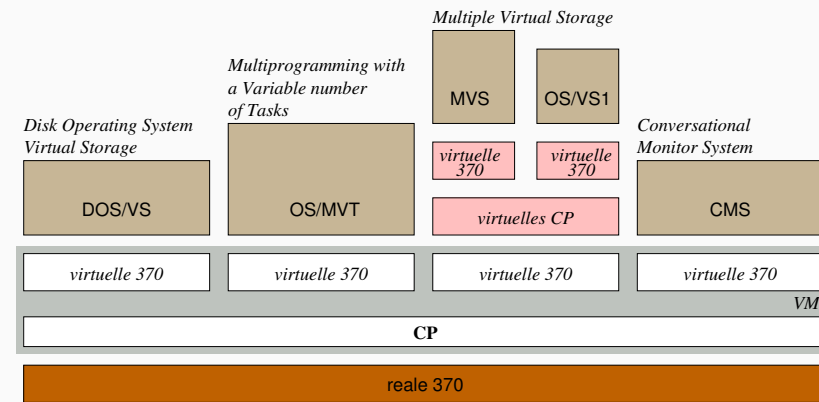 Multiple Virtual Storage
Multiprogramming with
a Variable number
of Tasks
MVS
OS/VS1
Disk Operating System
Virtual Storage
Conversational
Monitor System
virtuelle
370
virtuelle
370
DOS/VS
OS/MVT
virtuelles CP
CMS
virtuelle 370
virtuelle 370
virtuelle 370
virtuelle 370
VM
CP
reale 370